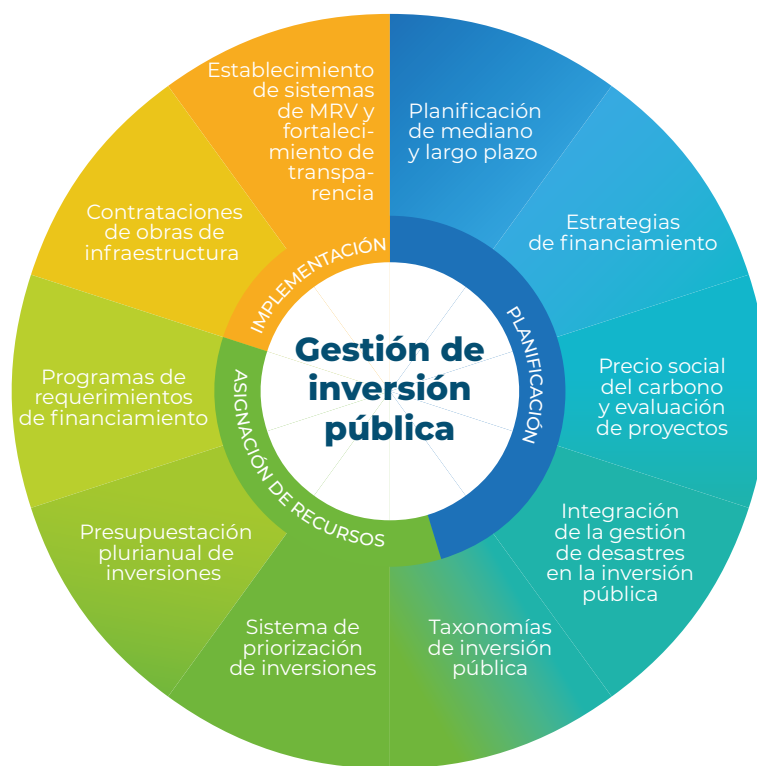 Gestión de
inversión
pública
PLANIFICACIÓN
Planificación
de mediano
y largo plazo
Estrategias
de financiamiento
Precio social
del carbono
y evaluación
de proyectos
Integración
de la gestión
de desastres
en la inversión
pública
Taxonomías
de inversión
pública
ASIGNACIÓN DE RECURSOS
Sistema de
priorización
de inversiones
Presupuestación
plurianual de
inversiones
Programas de
requerimientos
de financiamiento
IMPLEMENTACIÓN
Contrataciones
de obras de
infraestructura
Establecimiento
de sistemas
de MRV y
fortaleci-
miento de
transpa-
rencia